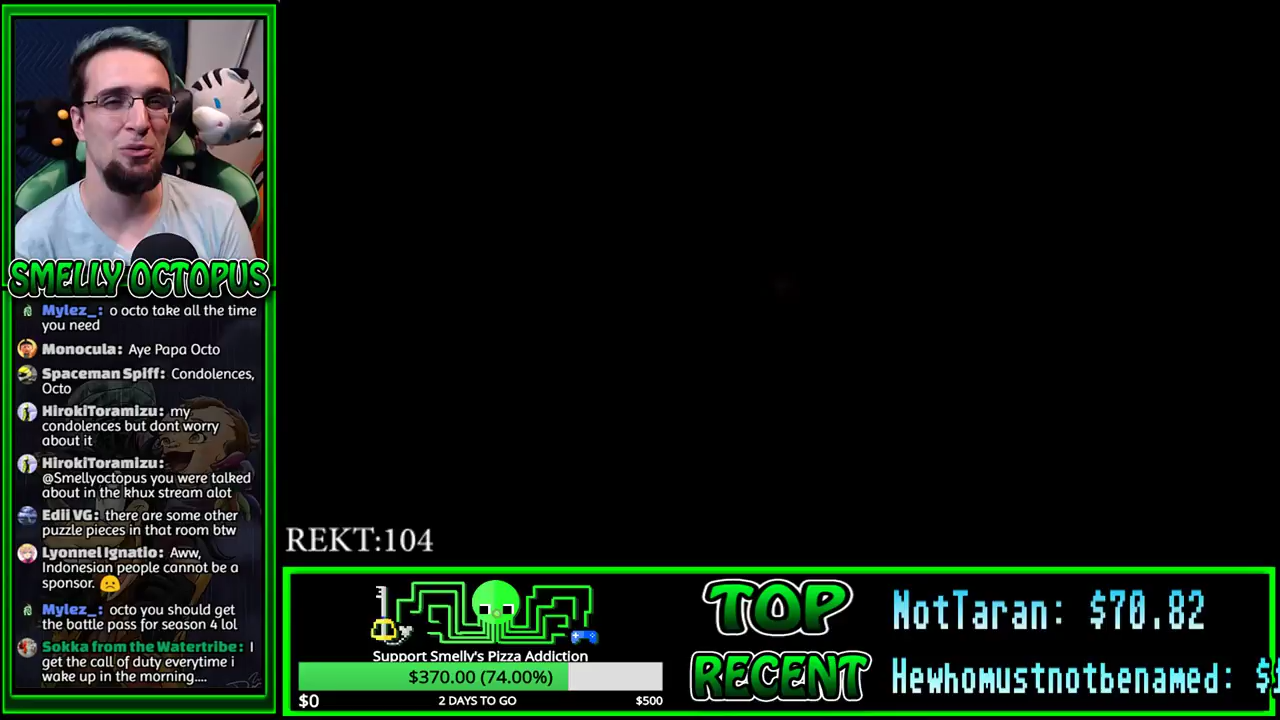 SMELLY OCTOPUS
Mylez_: o octo take all the time
you need
Monocula: Aye Papa Octo
Spaceman Spiff: Condolences,
Octo
HirokiToramizu: my
condolences but dont worry
about it
HirokiToramizu:
@Smellyoctopus you were talked
about in the khux stream alot
Edii VG: there are some other
puzzle pieces in that room btw
Lyonnel Ignatio: Aww,
Indonesian people cannot be a
sponsor.
Mylez_: octo you should get
the battle pass for season 4 lol
Sokka from the Watertribe: I
get the call of duty everytime i
wake up in the morning....
REKT:104
Support Smelly's Pizza Addiction
$370.00 (74.00%)
$0 2 DAYS TO GO $500
TOP NotTaran: $70.82
RECENT Hewhomustnotbenamed: